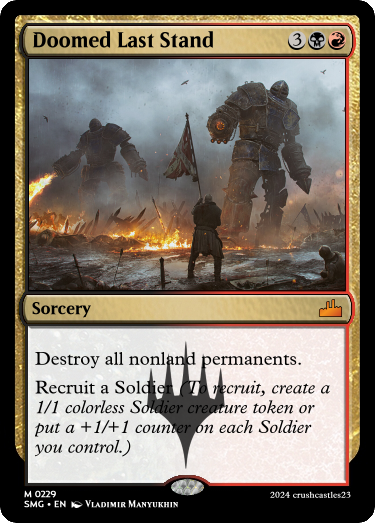 Doomed Last Stand 3
Sorcery
Destroy all nonland permanents.
Recruit a Soldier (To recruit, create a
1/1 colorless Soldier creature token or
put a +1/+1 counter on each Soldier
you control.)
M 0229
SMG • EN Vladimir Manyukhin
2024 crushcastles23